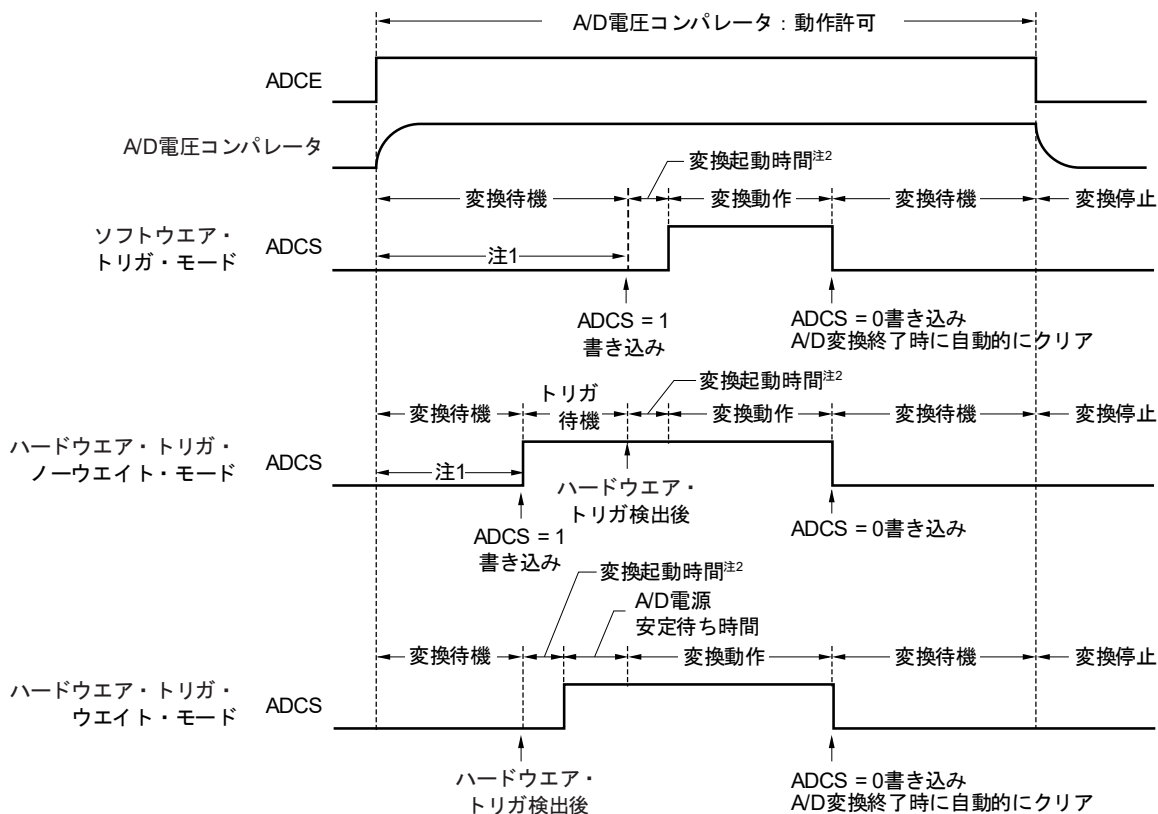 A/D電圧コンパレータ：動作許可
ADCE
A/D電圧コンパレータ
変換起動時間注2
変換待機
変換動作
変換待機
変換停止
ソフトウエア・
トリガ・モード
ADCS
注1
ADCS = 1
書き込み
ADCS = 0書き込み
A/D変換終了時に自動的にクリア
変換起動時間注2
変換待機
トリガ
待機
変換動作
変換待機
変換停止
ハードウエア・トリガ・
ノーウエイト・モード
ADCS
注1
ハードウエア・
トリガ検出後
ADCS = 1
書き込み
ADCS = 0書き込み
変換起動時間注2
A/D電源
安定待ち時間
変換待機
変換動作
変換待機
変換停止
ハードウエア・トリガ・
ウエイト・モード
ADCS
ハードウエア・
トリガ検出後
ADCS = 0書き込み
A/D変換終了時に自動的にクリア